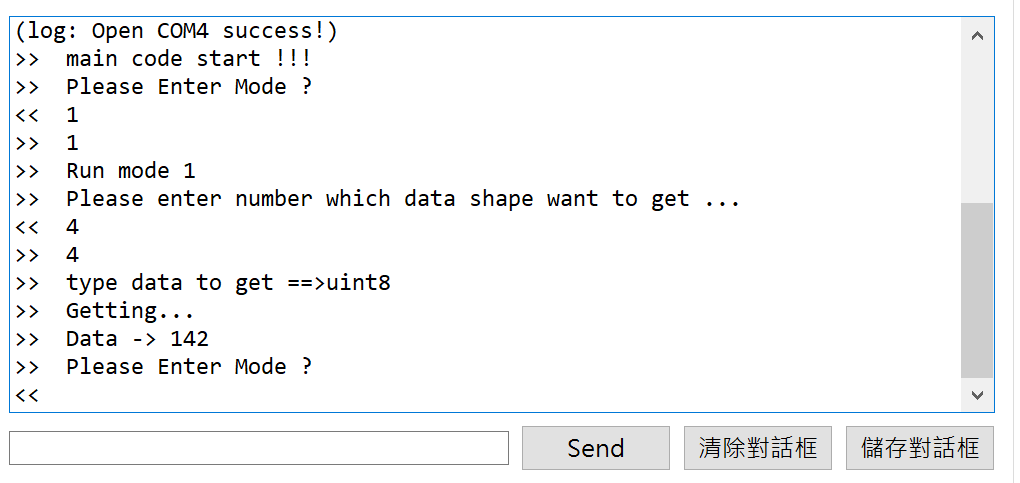 (log: Open COM4 success!)
>>  main code start !!!
>>  Please Enter Mode ?
<<  1
>>  1
>>  Run mode 1
>>  Please enter number which data shape want to get ...
<<  4
>>  4
>>  type data to get ==>uint8
>>  Getting...
>>  Data -> 142
>>  Please Enter Mode ?
<<
Send 清除對話框 儲存對話框